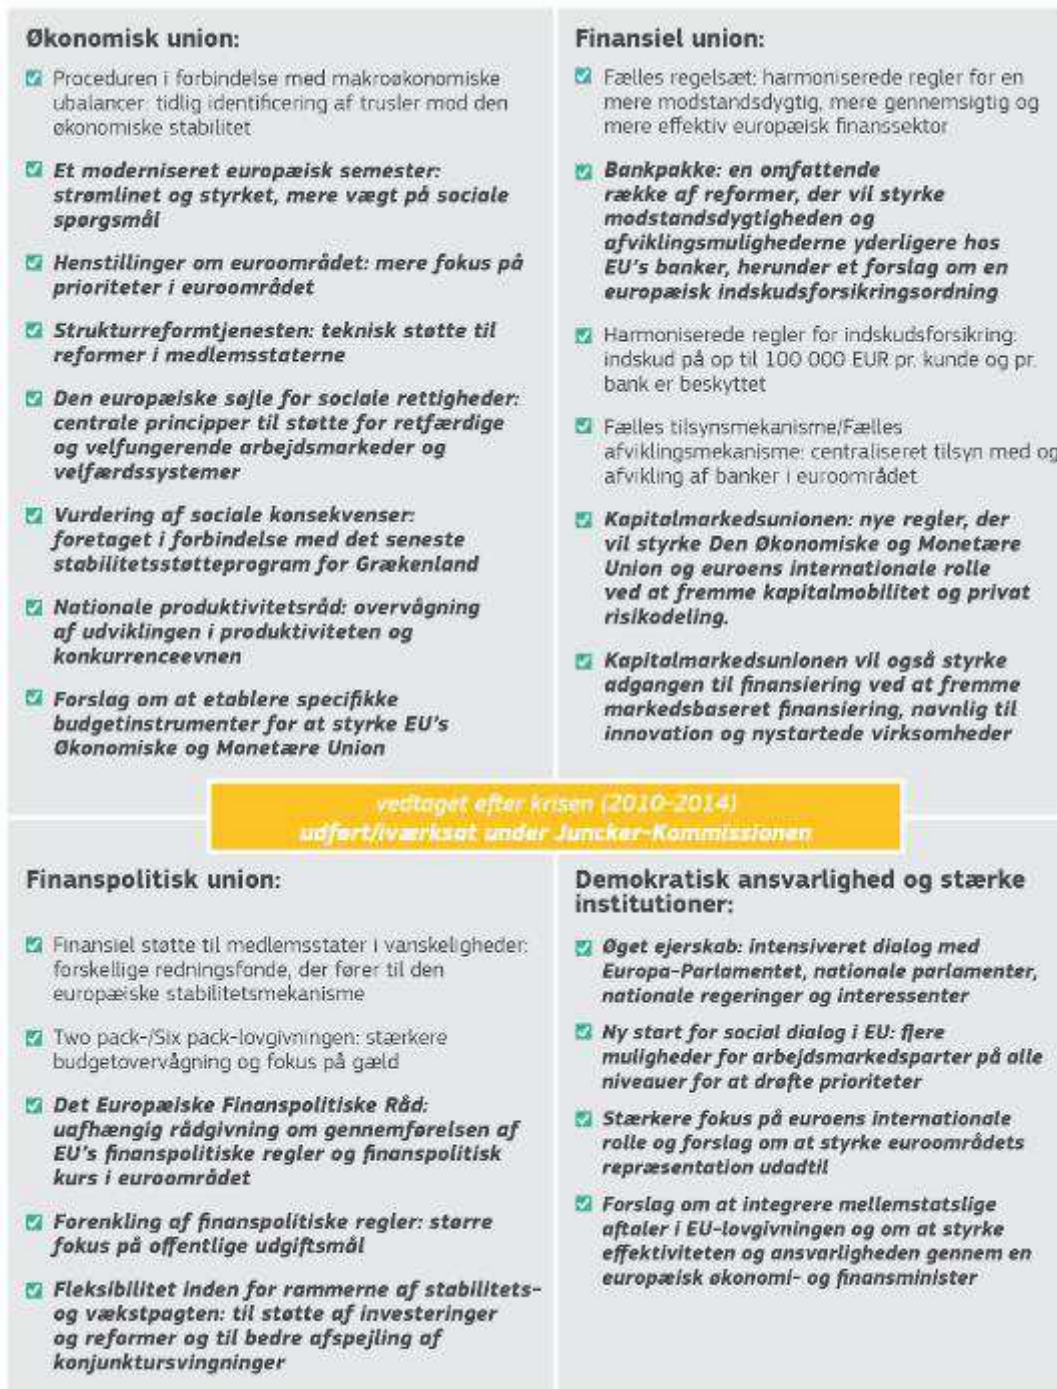 Økonomisk union:
Proceduren i forbindelse med makroøkonomiske
ubalancer: tidlig identificering af trusler mod den
økonomiske stabilitet
Et moderniseret europæisk semester:
strømlinet og styrket, mere vægt på sociale
spørgsmål
Henstillinger om euroområdet: mere fokus på
prioriteter i euroområdet
Strukturreformtjenesten: teknisk støtte til
reformer i medlemsstaterne
Den europæiske søjle for sociale rettigheder:
centrale principper til støtte for retfærdige
og velfungerende arbejdsmarkeder og
velfærdssystemer
Vurdering af sociale konsekvenser:
foretaget i forbindelse med det seneste
stabilitetsstøtteprogram for Grækenland
Nationale produktivitetsråd: overvågning
af udviklingen i produktiviteten og
konkurrenceevnen
Forslag om at etablere specifikke
budgetinstrumenter for at styrke EU's
Økonomiske og Monetære Union
Finansiel union:
Fælles regelsæt: harmoniserede regler for en
mere modstandsdygtig, mere gennemsigtig og
mere effektiv europæisk finanssektor
Bankpakke: en omfattende
række af reformer, der vil styrke
modstandsdygtigheden og
afviklingsmulighederne yderligere hos
EU's banker, herunder et forslag om en
europæisk indskudsforsikringsordning
Harmoniserede regler for indskudsforsikring:
indskud på op til 100 000 EUR pr. kunde og pr.
bank er beskyttet
Fælles tilsynsmekanisme/Fælles
afviklingsmekanisme: centraliseret tilsyn med og
afvikling af banker i euroområdet
Kapitalmarkedsunionen: nye regler, der
vil styrke Den Økonomiske og Monetære
Union og euroens internationale rolle
ved at fremme kapitalmobilitet og privat
risikodeling.
Kapitalmarkedsunionen vil også styrke
adgangen til finansiering ved at fremme
markedsbaseret finansiering, navnlig til
innovation og nystartede virksomheder
vedtaget efter krisen (2010-2014)
udført/iværksat under Juncker-Kommissionen
Finanspolitisk union:
Finansiel støtte til medlemsstater i vanskeligheder:
forskellige redningsfonde, der fører til den
europæiske stabilitetsmekanisme
Two pack-/Six pack-lovgivningen: stærkere
budgetovervågning og fokus på gæld
Det Europæiske Finanspolitiske Råd:
uafhængig rådgivning om gennemførelsen af
EU's finanspolitiske regler og finanspolitisk
kurs i euroområdet
Forenkling af finanspolitiske regler: større
fokus på offentlige udgiftsmål
Fleksibilitet inden for rammerne af stabilitets-
og vækstpagten: til støtte af investeringer
og reformer og til bedre afspejling af
konjunktursvingninger
Demokratisk ansvarlighed og stærke
institutioner:
Øget ejerskab: intensiveret dialog med
Europa-Parlamentet, nationale parlamenter,
nationale regeringer og interessenter
Ny start for social dialog i EU: flere
muligheder for arbejdsmarkedsparter på alle
niveauer for at drøfte prioriteter
Stærkere fokus på euroens internationale
rolle og forslag om at styrke euroområdets
repræsentation udadtil
Forslag om at integrere mellemstatslige
aftaler i EU-lovgivningen og om at styrke
effektiviteten og ansvarligheden gennem en
europæisk økonomi- og finansminister